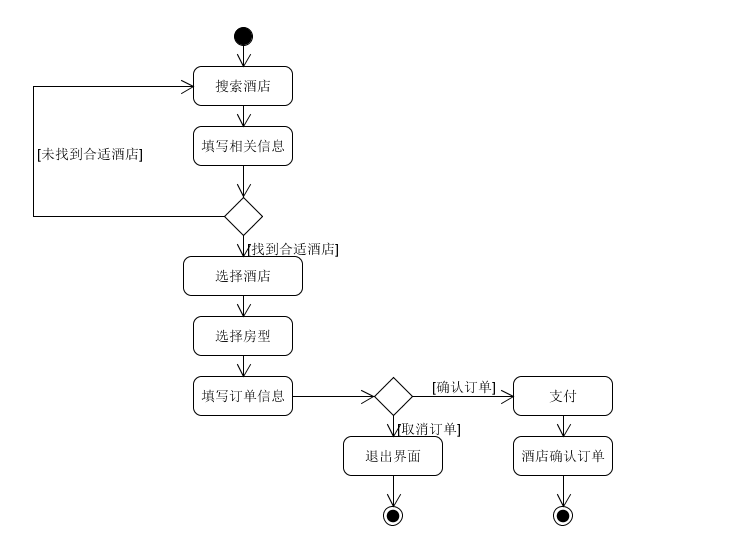 搜索酒店
填写相关信息
[未找到合适酒店]
[找到合适酒店]
选择酒店
选择房型
填写订单信息
[确认订单]
支付
[取消订单]
退出界面
酒店确认订单